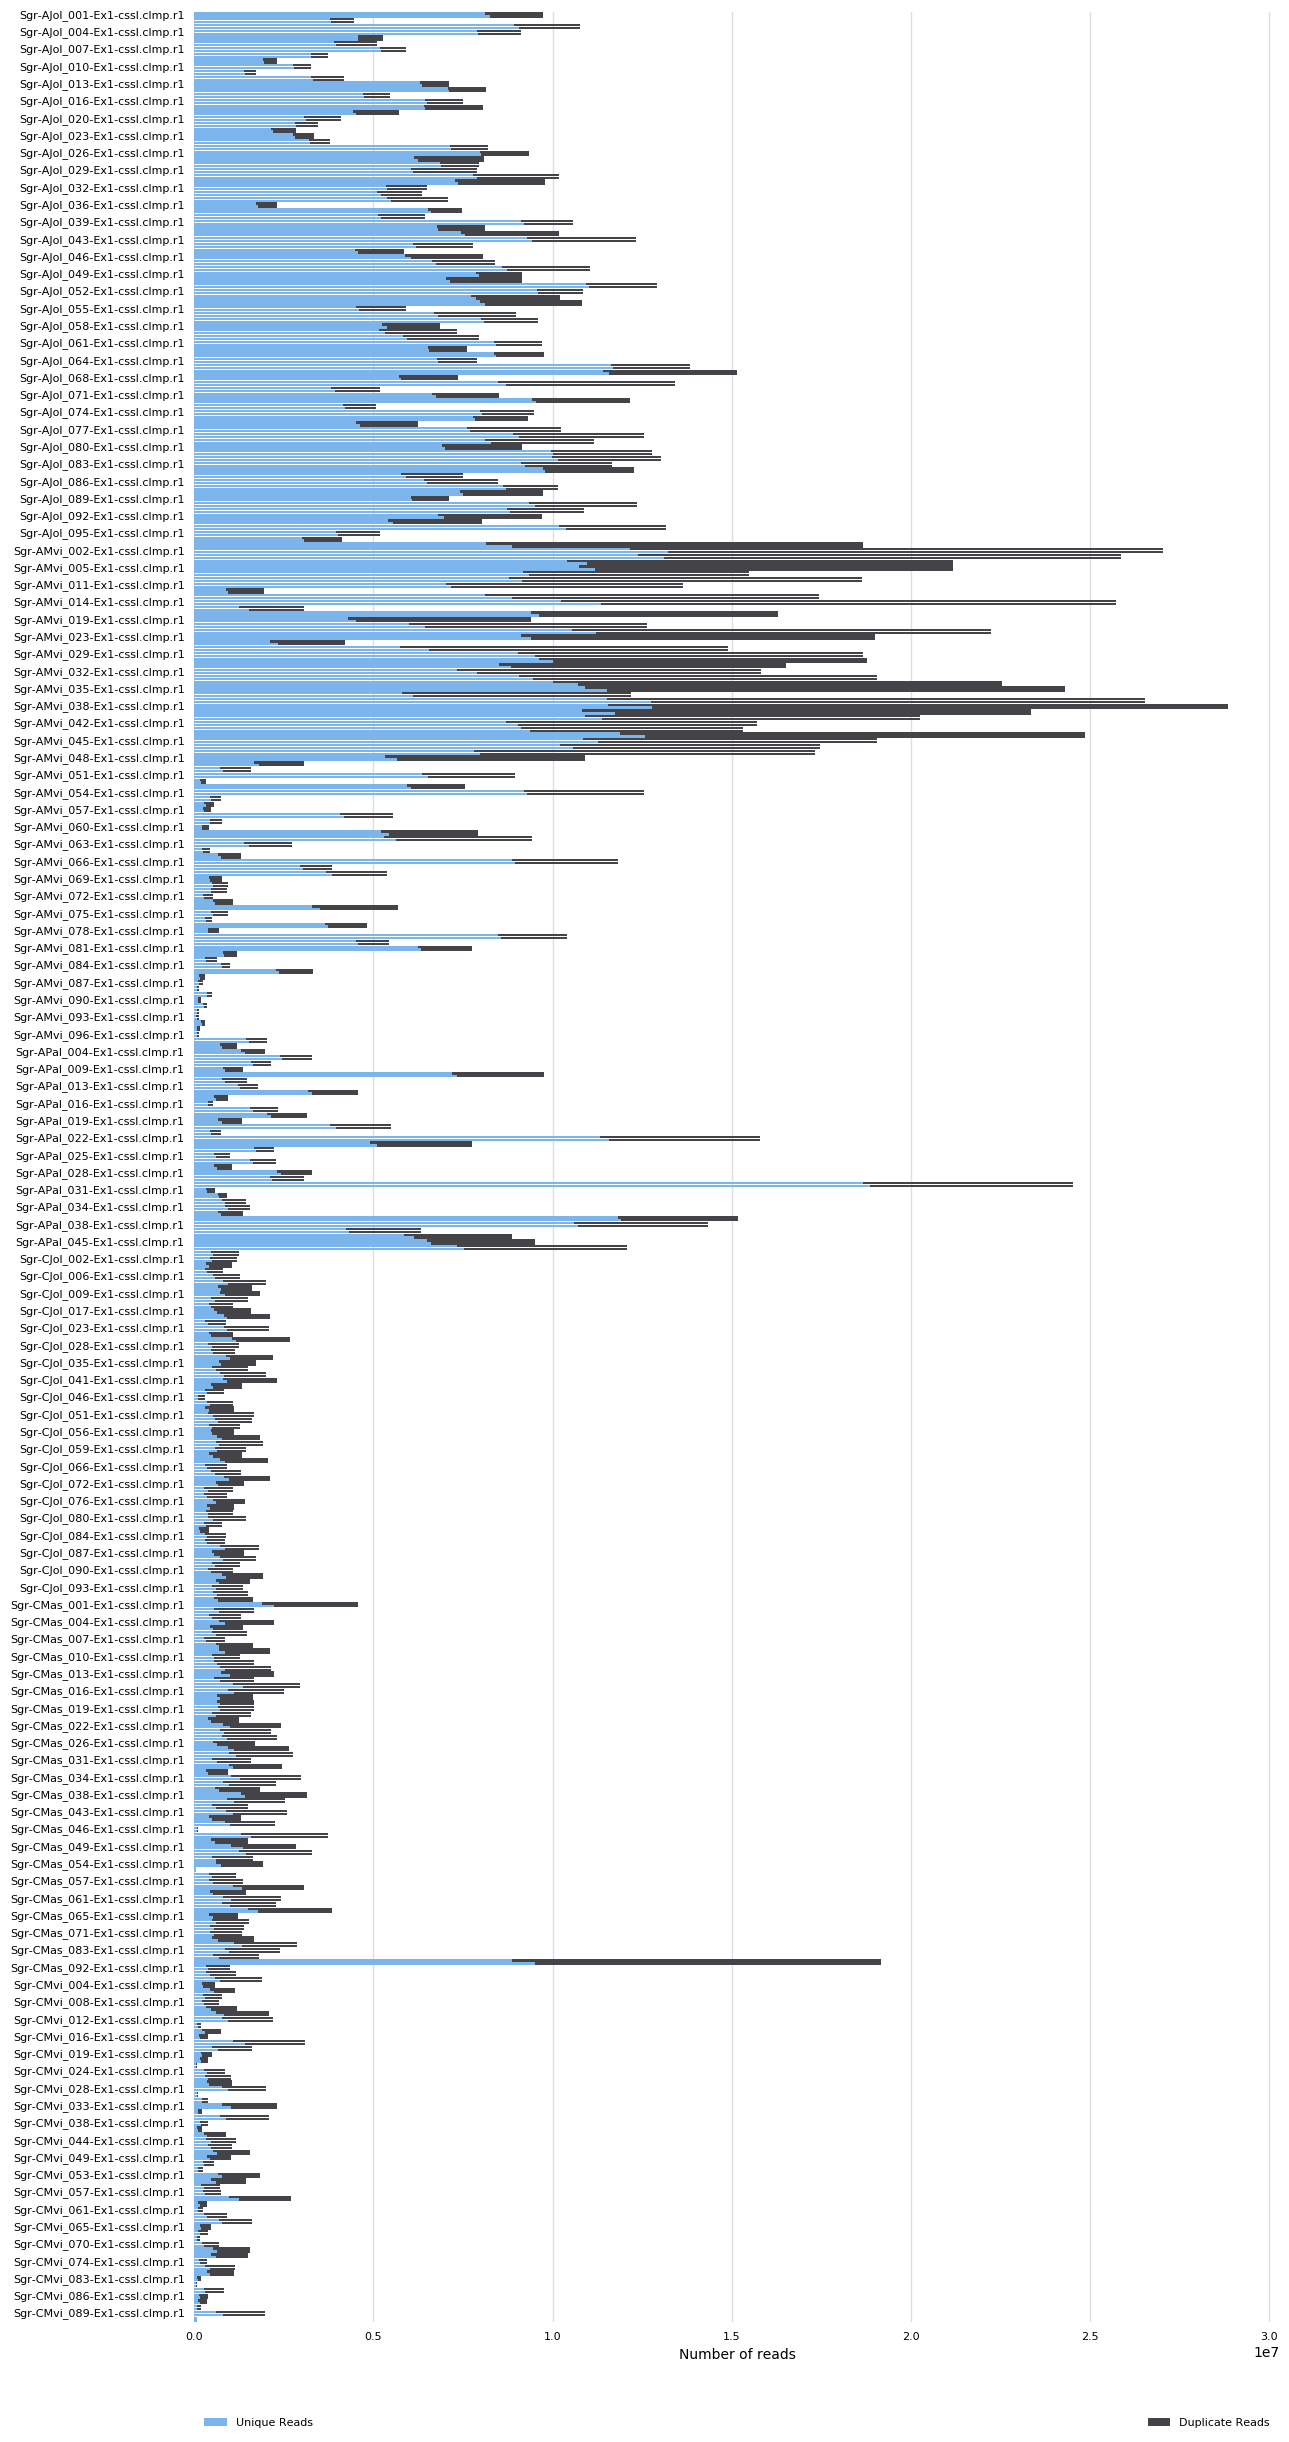 Sgr-AJol_001-Ex1-cssl.clmp.r1
Sgr-AJol_004-Ex1-cssl.clmp.r1
Sgr-AJol_007-Ex1-cssl.clmp.r1
Sgr-AJol_010-Ex1-cssl.clmp.r1
Sgr-AJol_013-Ex1-cssl.clmp.r1
Sgr-AJol_016-Ex1-cssl.clmp.r1
Sgr-AJol_020-Ex1-cssl.clmp.r1
Sgr-AJol_023-Ex1-cssl.clmp.r1
Sgr-AJol_026-Ex1-cssl.clmp.r1
Sgr-AJol_029-Ex1-cssl.clmp.r1
Sgr-AJol_032-Ex1-cssl.clmp.r1
Sgr-AJol_036-Ex1-cssl.clmp.r1
Sgr-AJol_039-Ex1-cssl.clmp.r1
Sgr-AJol_043-Ex1-cssl.clmp.r1
Sgr-AJol_046-Ex1-cssl.clmp.r1
Sgr-AJol_049-Ex1-cssl.clmp.r1
Sgr-AJol_052-Ex1-cssl.clmp.r1
Sgr-AJol_055-Ex1-cssl.clmp.r1
Sgr-AJol_058-Ex1-cssl.clmp.r1
Sgr-AJol_061-Ex1-cssl.clmp.r1
Sgr-AJol_064-Ex1-cssl.clmp.r1
Sgr-AJol_068-Ex1-cssl.clmp.r1
Sgr-AJol_071-Ex1-cssl.clmp.r1
Sgr-AJol_074-Ex1-cssl.clmp.r1
Sgr-AJol_077-Ex1-cssl.clmp.r1
Sgr-AJol_080-Ex1-cssl.clmp.r1
Sgr-AJol_083-Ex1-cssl.clmp.r1
Sgr-AJol_086-Ex1-cssl.clmp.r1
Sgr-AJol_089-Ex1-cssl.clmp.r1
Sgr-AJol_092-Ex1-cssl.clmp.r1
Sgr-AJol_095-Ex1-cssl.clmp.r1
Sgr-AMvi_002-Ex1-cssl.clmp.r1
Sgr-AMvi_005-Ex1-cssl.clmp.r1
Sgr-AMvi_011-Ex1-cssl.clmp.r1
Sgr-AMvi_014-Ex1-cssl.clmp.r1
Sgr-AMvi_019-Ex1-cssl.clmp.r1
Sgr-AMvi_023-Ex1-cssl.clmp.r1
Sgr-AMvi_029-Ex1-cssl.clmp.r1
Sgr-AMvi_032-Ex1-cssl.clmp.r1
Sgr-AMvi_035-Ex1-cssl.clmp.r1
Sgr-AMvi_038-Ex1-cssl.clmp.r1
Sgr-AMvi_042-Ex1-cssl.clmp.r1
Sgr-AMvi_045-Ex1-cssl.clmp.r1
Sgr-AMvi_048-Ex1-cssl.clmp.r1
Sgr-AMvi_051-Ex1-cssl.clmp.r1
Sgr-AMvi_054-Ex1-cssl.clmp.r1
Sgr-AMvi_057-Ex1-cssl.clmp.r1
Sgr-AMvi_060-Ex1-cssl.clmp.r1
Sgr-AMvi_063-Ex1-cssl.clmp.r1
Sgr-AMvi_066-Ex1-cssl.clmp.r1
Sgr-AMvi_069-Ex1-cssl.clmp.r1
Sgr-AMvi_072-Ex1-cssl.clmp.r1
Sgr-AMvi_075-Ex1-cssl.clmp.r1
Sgr-AMvi_078-Ex1-cssl.clmp.r1
Sgr-AMvi_081-Ex1-cssl.clmp.r1
Sgr-AMvi_084-Ex1-cssl.clmp.r1
Sgr-AMvi_087-Ex1-cssl.clmp.r1
Sgr-AMvi_090-Ex1-cssl.clmp.r1
Sgr-AMvi_093-Ex1-cssl.clmp.r1
Sgr-AMvi_096-Ex1-cssl.clmp.r1
Sgr-APal_004-Ex1-cssl.clmp.r1
Sgr-APal_009-Ex1-cssl.clmp.r1
Sgr-APal_013-Ex1-cssl.clmp.r1
Sgr-APal_016-Ex1-cssl.clmp.r1
Sgr-APal_019-Ex1-cssl.clmp.r1
Sgr-APal_022-Ex1-cssl.clmp.r1
Sgr-APal_025-Ex1-cssl.clmp.r1
Sgr-APal_028-Ex1-cssl.clmp.r1
Sgr-APal_031-Ex1-cssl.clmp.r1
Sgr-APal_034-Ex1-cssl.clmp.r1
Sgr-APal_038-Ex1-cssl.clmp.r1
Sgr-APal_045-Ex1-cssl.clmp.r1
Sgr-CJol_002-Ex1-cssl.clmp.r1
Sgr-CJol_006-Ex1-cssl.clmp.r1
Sgr-CJol_009-Ex1-cssl.clmp.r1
Sgr-CJol_017-Ex1-cssl.clmp.r1
Sgr-CJol_023-Ex1-cssl.clmp.r1
Sgr-CJol_028-Ex1-cssl.clmp.r1
Sgr-CJol_035-Ex1-cssl.clmp.r1
Sgr-CJol_041-Ex1-cssl.clmp.r1
Sgr-CJol_046-Ex1-cssl.clmp.r1
Sgr-CJol_051-Ex1-cssl.clmp.r1
Sgr-CJol_056-Ex1-cssl.clmp.r1
Sgr-CJol_059-Ex1-cssl.clmp.r1
Sgr-CJol_066-Ex1-cssl.clmp.r1
Sgr-CJol_072-Ex1-cssl.clmp.r1
Sgr-CJol_076-Ex1-cssl.clmp.r1
Sgr-CJol_080-Ex1-cssl.clmp.r1
Sgr-CJol_084-Ex1-cssl.clmp.r1
Sgr-CJol_087-Ex1-cssl.clmp.r1
Sgr-CJol_090-Ex1-cssl.clmp.r1
Sgr-CJol_093-Ex1-cssl.clmp.r1
Sgr-CMas_001-Ex1-cssl.clmp.r1
Sgr-CMas_004-Ex1-cssl.clmp.r1
Sgr-CMas_007-Ex1-cssl.clmp.r1
Sgr-CMas_010-Ex1-cssl.clmp.r1
Sgr-CMas_013-Ex1-cssl.clmp.r1
Sgr-CMas_016-Ex1-cssl.clmp.r1
Sgr-CMas_019-Ex1-cssl.clmp.r1
Sgr-CMas_022-Ex1-cssl.clmp.r1
Sgr-CMas_026-Ex1-cssl.clmp.r1
Sgr-CMas_031-Ex1-cssl.clmp.r1
Sgr-CMas_034-Ex1-cssl.clmp.r1
Sgr-CMas_038-Ex1-cssl.clmp.r1
Sgr-CMas_043-Ex1-cssl.clmp.r1
Sgr-CMas_046-Ex1-cssl.clmp.r1
Sgr-CMas_049-Ex1-cssl.clmp.r1
Sgr-CMas_054-Ex1-cssl.clmp.r1
Sgr-CMas_057-Ex1-cssl.clmp.r1
Sgr-CMas_061-Ex1-cssl.clmp.r1
Sgr-CMas_065-Ex1-cssl.clmp.r1
Sgr-CMas_071-Ex1-cssl.clmp.r1
Sgr-CMas_083-Ex1-cssl.clmp.r1
Sgr-CMas_092-Ex1-cssl.clmp.r1
Sgr-CMvi_004-Ex1-cssl.clmp.r1
Sgr-CMvi_008-Ex1-cssl.clmp.r1
Sgr-CMvi_012-Ex1-cssl.clmp.r1
Sgr-CMvi_016-Ex1-cssl.clmp.r1
Sgr-CMvi_019-Ex1-cssl.clmp.r1
Sgr-CMvi_024-Ex1-cssl.clmp.r1
Sgr-CMvi_028-Ex1-cssl.clmp.r1
Sgr-CMvi_033-Ex1-cssl.clmp.r1
Sgr-CMvi_038-Ex1-cssl.clmp.r1
Sgr-CMvi_044-Ex1-cssl.clmp.r1
Sgr-CMvi_049-Ex1-cssl.clmp.r1
Sgr-CMvi_053-Ex1-cssl.clmp.r1
Sgr-CMvi_057-Ex1-cssl.clmp.r1
Sgr-CMvi_061-Ex1-cssl.clmp.r1
Sgr-CMvi_065-Ex1-cssl.clmp.r1
Sgr-CMvi_070-Ex1-cssl.clmp.r1
Sgr-CMvi_074-Ex1-cssl.clmp.r1
Sgr-CMvi_083-Ex1-cssl.clmp.r1
Sgr-CMvi_086-Ex1-cssl.clmp.r1
Sgr-CMvi_089-Ex1-cssl.clmp.r1
0.0 0.5 1.0 1.5 2.0 2.5 3.0
1e7
Number of reads
Unique Reads Duplicate Reads